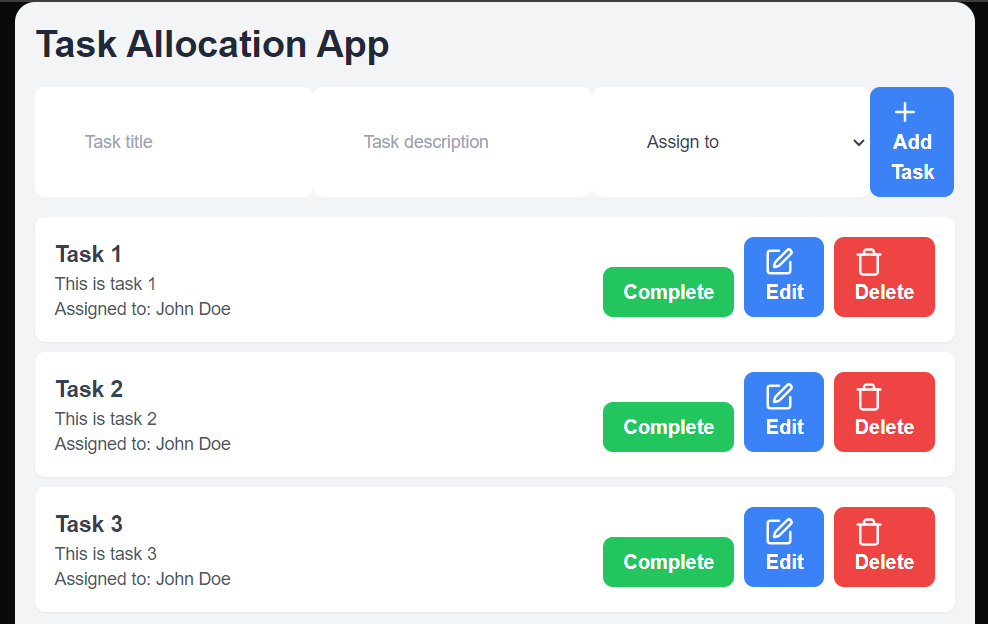 Task Allocation App
Task title
Task description
Assign to
Add
Task
Task 1
This is task 1
Assigned to: John Doe
Complete
Edit
Delete
Task 2
This is task 2
Assigned to: John Doe
Complete
Edit
Delete
Task 3
This is task 3
Assigned to: John Doe
Complete
Edit
Delete